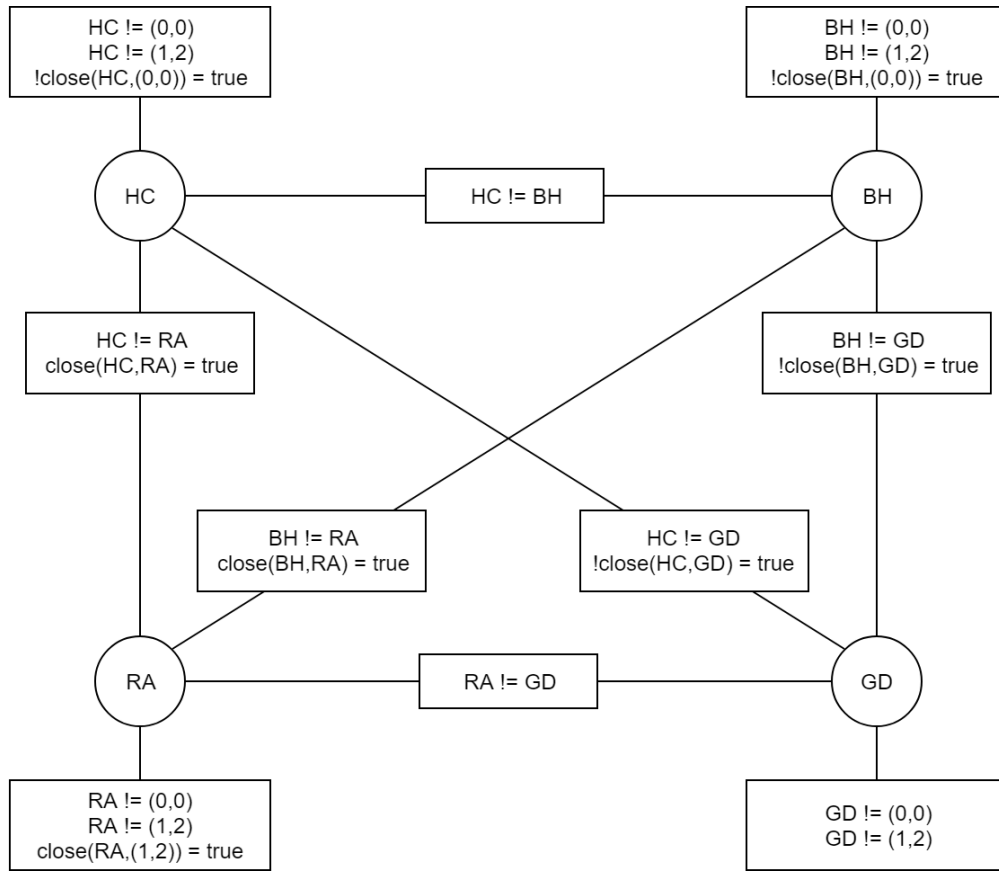 HC != (0,0)
HC != (1,2)
!close(HC,(0,0)) = true
BH != (0,0)
BH != (1,2)
!close(BH,(0,0)) = true
HC
HC != BH
BH
HC != RA
close(HC,RA) = true
BH != GD
!close(BH,GD) = true
BH != RA
close(BH,RA) = true
HC != GD
!close(HC,GD) = true
RA
RA != GD
GD
RA != (0,0)
RA != (1,2)
close(RA,(1,2)) = true
GD != (0,0)
GD != (1,2)